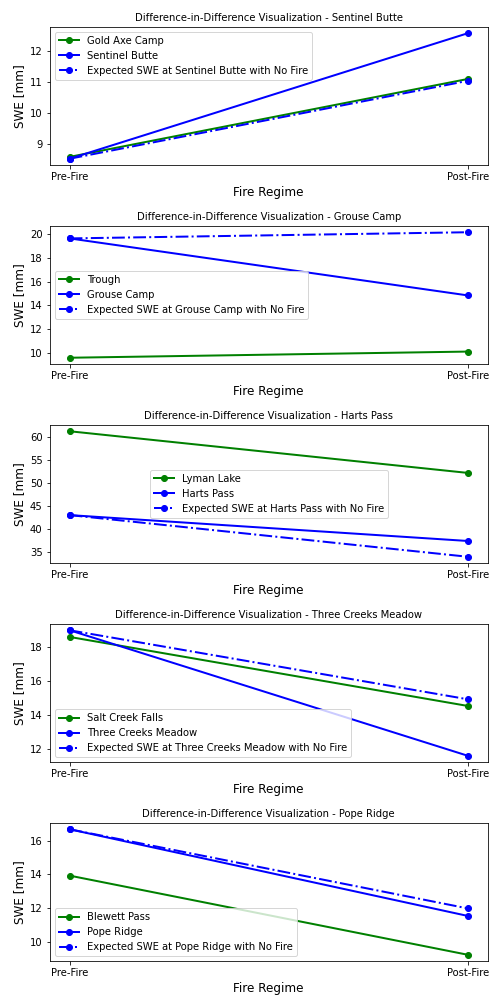 Difference-in-Difference Visualization - Sentinel Butte
SWE [mm]
12
11
10
9
Gold Axe Camp
Sentinel Butte
Expected SWE at Sentinel Butte with No Fire
Pre-Fire
Post-Fire
Fire Regime
Difference-in-Difference Visualization - Grouse Camp
SWE [mm]
20
18
16
14
12
10
Trough
Grouse Camp
Expected SWE at Grouse Camp with No Fire
Pre-Fire
Post-Fire
Fire Regime
Difference-in-Difference Visualization - Harts Pass
SWE [mm]
60
55
50
45
40
35
Lyman Lake
Harts Pass
Expected SWE at Harts Pass with No Fire
Pre-Fire
Post-Fire
Fire Regime
Difference-in-Difference Visualization - Three Creeks Meadow
SWE [mm]
18
16
14
12
Salt Creek Falls
Three Creeks Meadow
Expected SWE at Three Creeks Meadow with No Fire
Pre-Fire
Post-Fire
Fire Regime
Difference-in-Difference Visualization - Pope Ridge
SWE [mm]
16
14
12
10
Blewett Pass
Pope Ridge
Expected SWE at Pope Ridge with No Fire
Pre-Fire
Post-Fire
Fire Regime